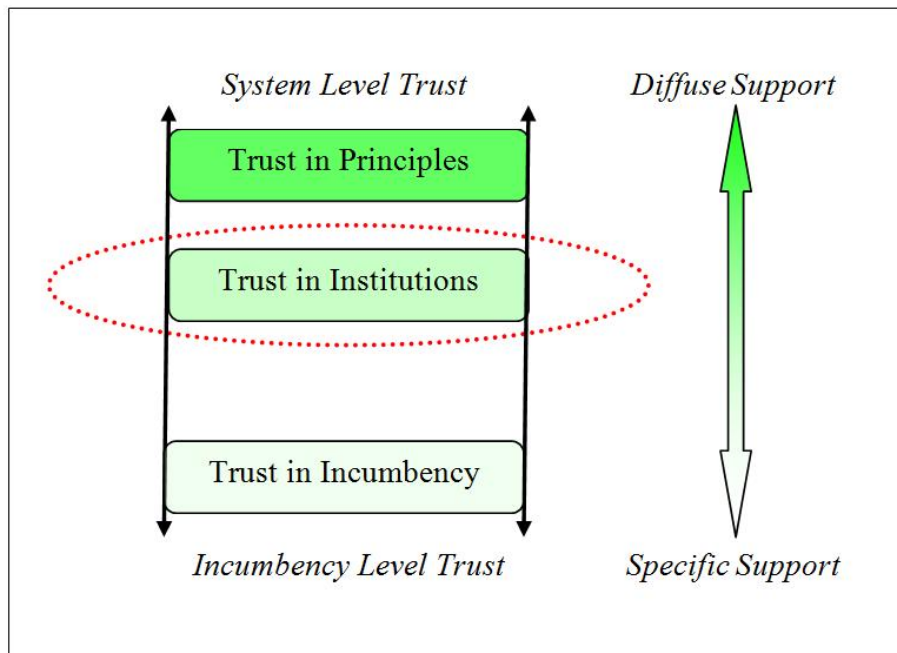 System Level Trust
Diffuse Support
Trust in Principles
Trust in Institutions
Trust in Incumbency
Incumbency Level Trust
Specific Support